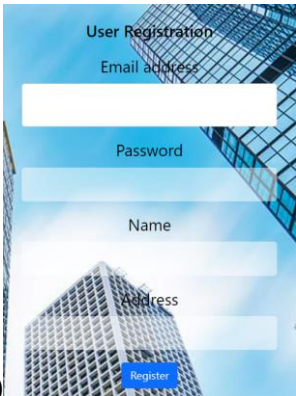 User Registration
Email address
Password
Name
Address
Register